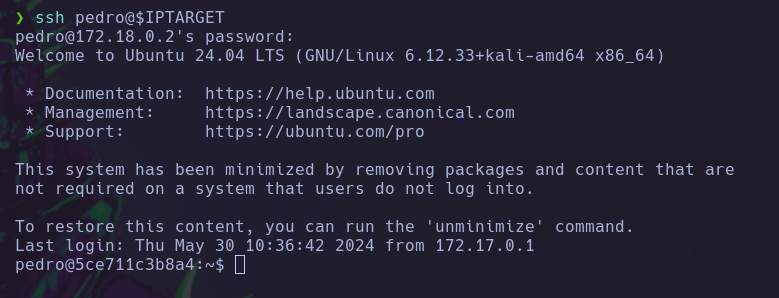 ❯ ssh pedro@$IPTARGET
pedro@172.18.0.2's password:
Welcome to Ubuntu 24.04 LTS (GNU/Linux 6.12.33+kali-amd64 x86_64)
* Documentation:  https://help.ubuntu.com
* Management:     https://landscape.canonical.com
* Support:        https://ubuntu.com/pro
This system has been minimized by removing packages and content that are
not required on a system that users do not log into.
To restore this content, you can run the 'unminimize' command.
Last login: Thu May 30 10:36:42 2024 from 172.17.0.1
pedro@5ce711c3b8a4:~$